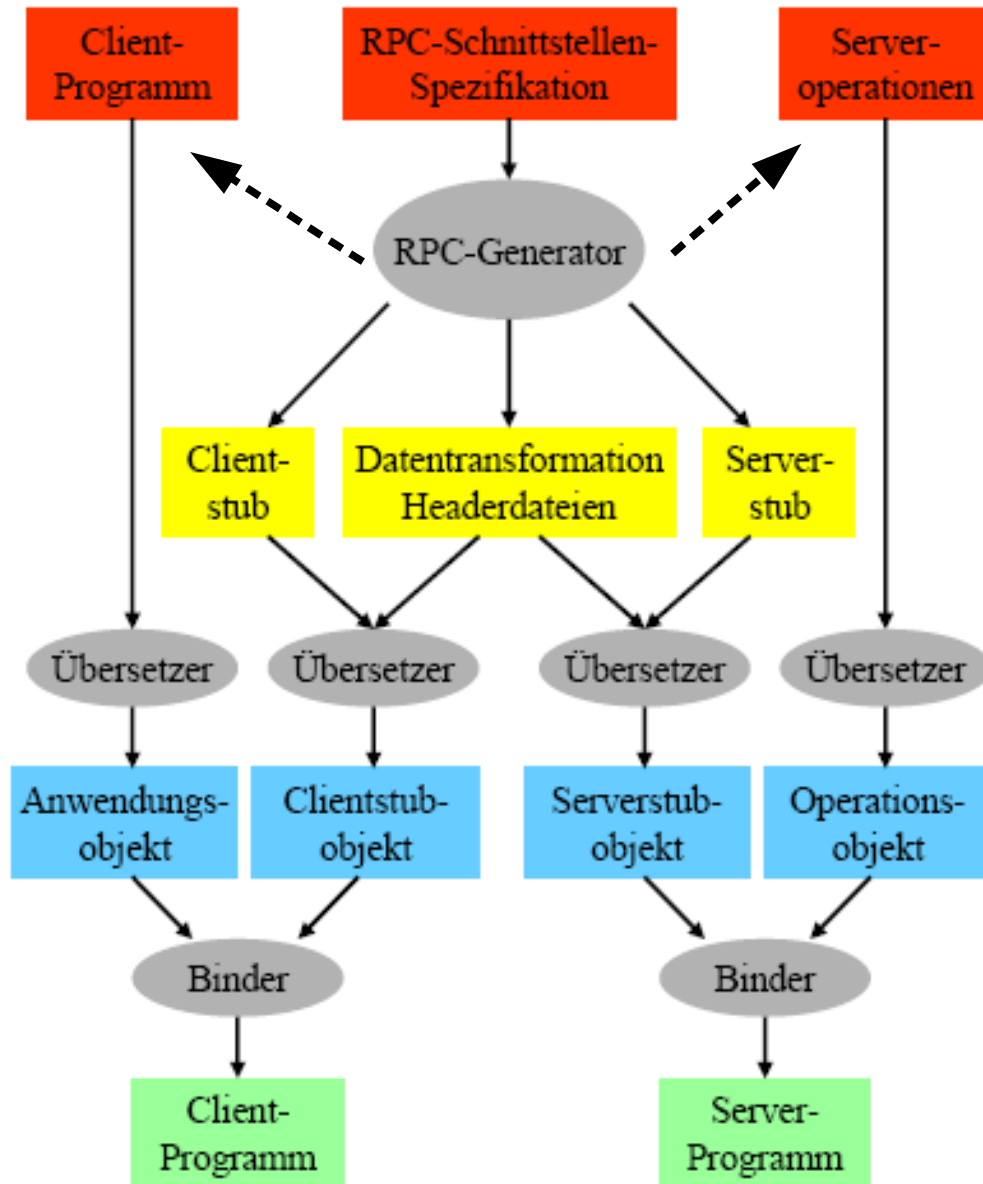 Client-
Programm
RPC-Schnittstellen-
Spezifikation
Server-
operationen
RPC-Generator
Client-
stub
Datentransformation
Headerdateien
Server-
stub
Übersetzer
Übersetzer
Übersetzer
Übersetzer
Anwendungs-
objekt
Clientstub-
objekt
Serverstub-
objekt
Operations-
objekt
Binder
Binder
Client-
Programm
Server-
Programm